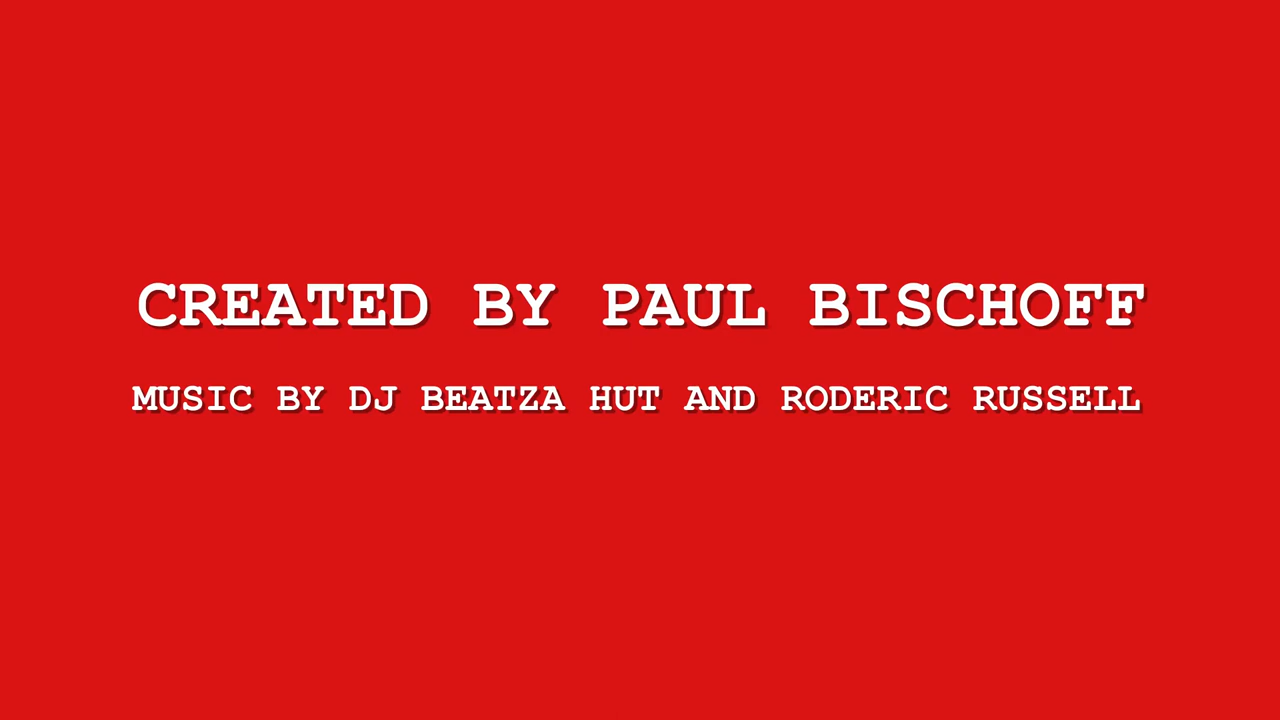 CREATED BY PAUL BISCHOFF
MUSIC BY DJ BEATZA HUT AND RODERIC RUSSELL